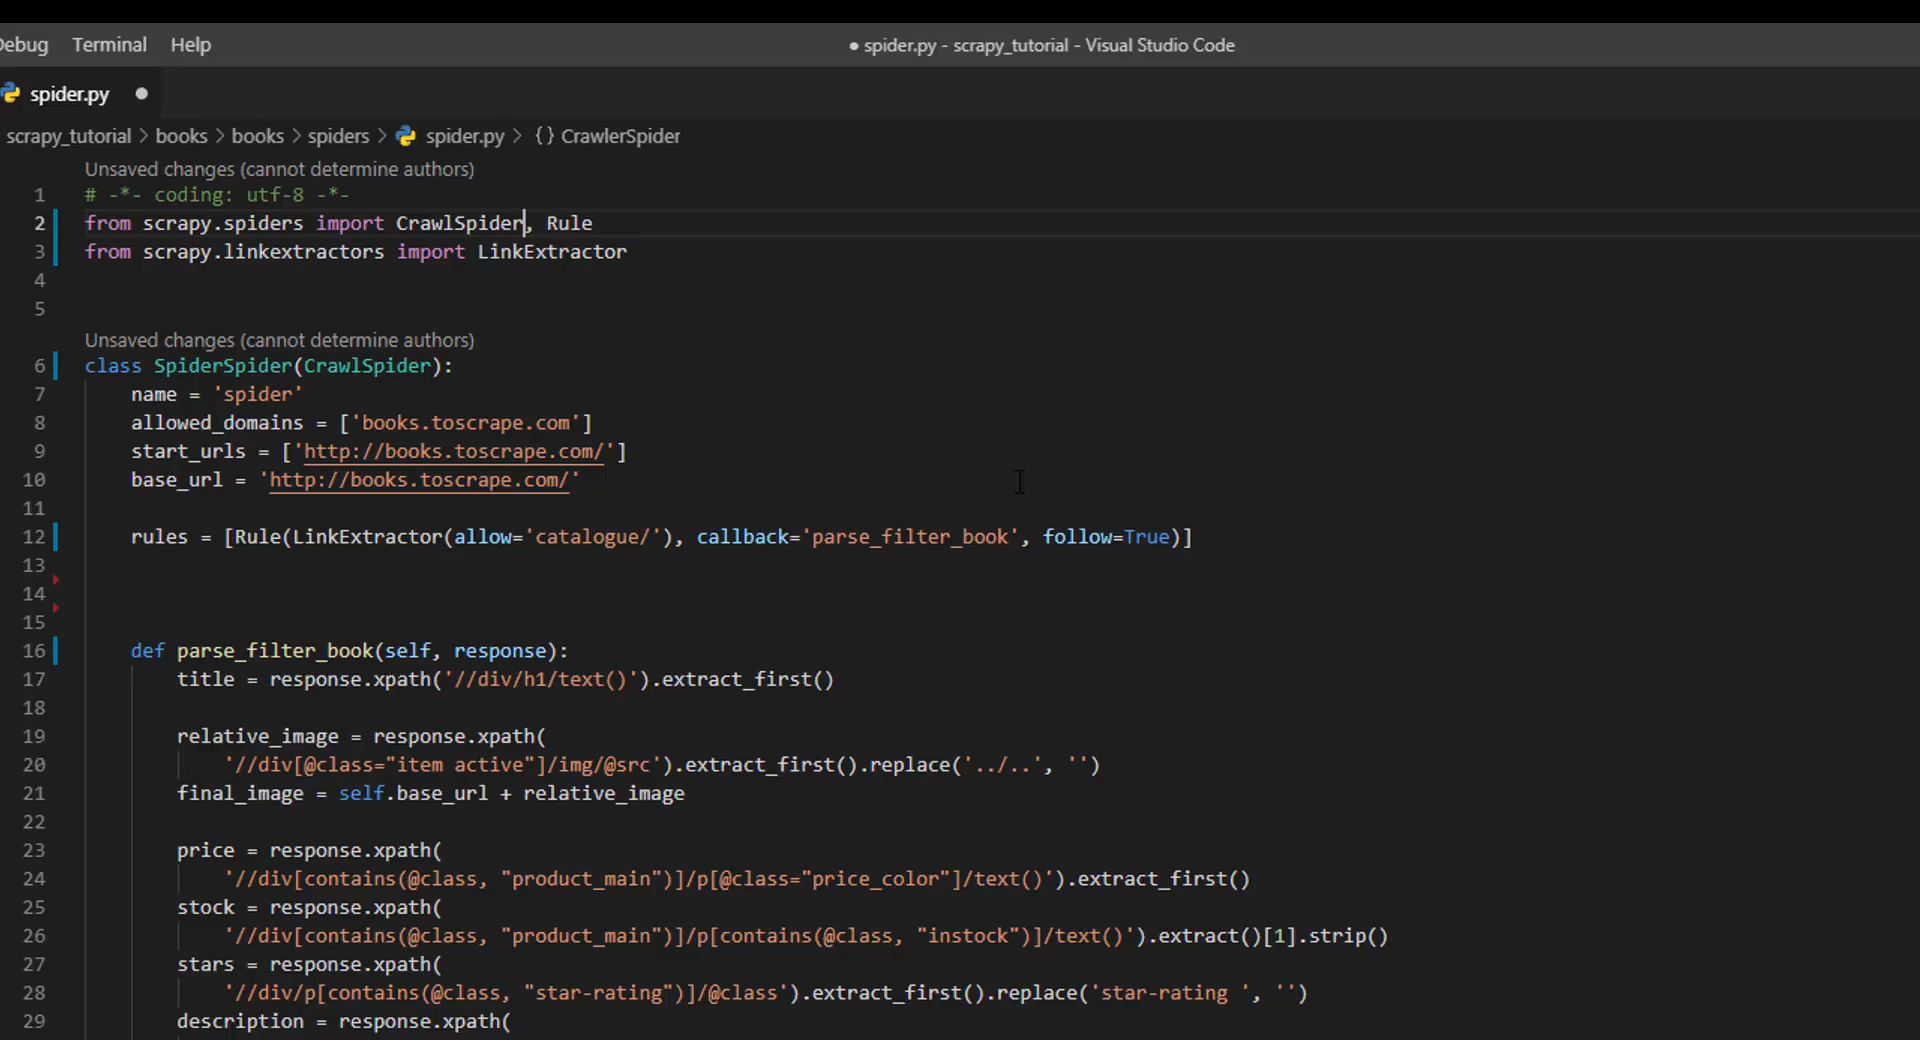 Debug Terminal Help
● spider.py - scrapy_tutorial - Visual Studio Code
spider.py ●
scrapy_tutorial > books > books > spiders > spider.py > {} CrawlerSpider
Unsaved changes (cannot determine authors)
1 # -*- coding: utf-8 -*-
2 from scrapy.spiders import CrawlSpider, Rule
3 from scrapy.linkextractors import LinkExtractor
4
5
Unsaved changes (cannot determine authors)
6 class SpiderSpider(CrawlSpider):
7     name = 'spider'
8     allowed_domains = ['books.toscrape.com']
9     start_urls = ['http://books.toscrape.com/']
10     base_url = 'http://books.toscrape.com/'
11
12     rules = [Rule(LinkExtractor(allow='catalogue/'), callback='parse_filter_book', follow=True)]
13
14
15
16     def parse_filter_book(self, response):
17         title = response.xpath('//div/h1/text()').extract_first()
18
19         relative_image = response.xpath(
20             '//div[@class="item active"]/img/@src').extract_first().replace('../..', '')
21         final_image = self.base_url + relative_image
22
23         price = response.xpath(
24             '//div[contains(@class, "product_main")]/p[@class="price_color"]/text()').extract_first()
25         stock = response.xpath(
26             '//div[contains(@class, "product_main")]/p[contains(@class, "instock")]/text()').extract()[1].strip()
27         stars = response.xpath(
28             '//div/p[contains(@class, "star-rating")]/@class').extract_first().replace('star-rating ', '')
29         description = response.xpath(